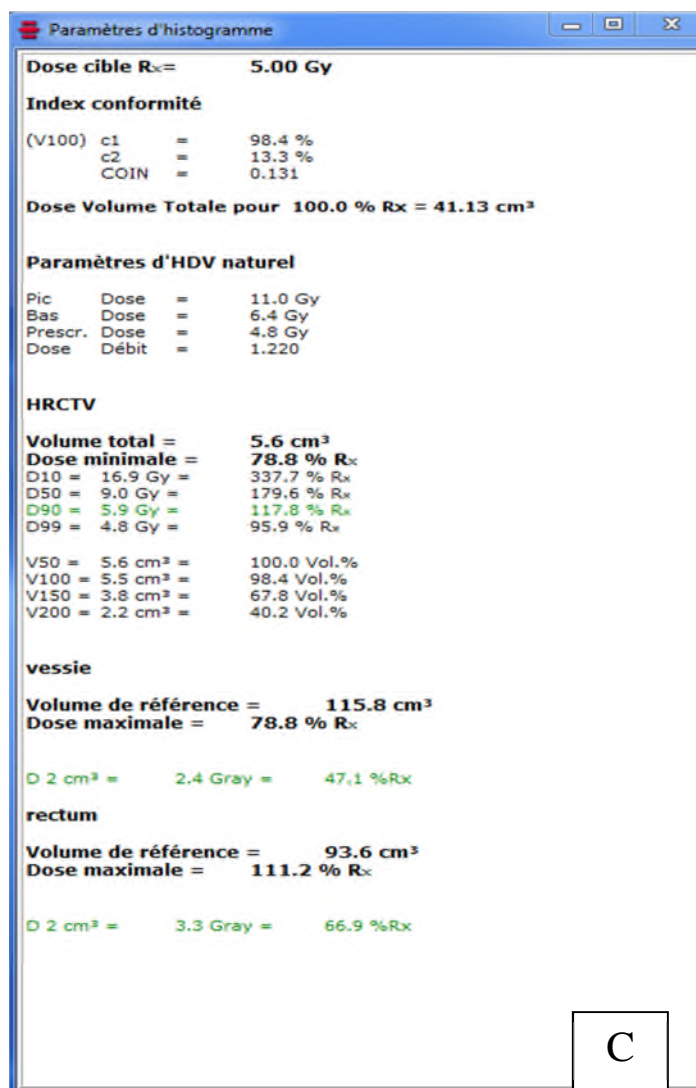 Paramètres d'histogramme
Dose cible Rx= 5.00 Gy
Index conformité
(V100) c1 = 98.4 %
c2 = 13.3 %
COIN = 0.131
Dose Volume Totale pour 100.0 % Rx = 41.13 cm³
Paramètres d'HDV naturel
Pic Dose = 11.0 Gy
Bas Dose = 6.4 Gy
Prescr. Dose = 4.8 Gy
Dose Débit = 1.220
HRCTV
Volume total = 5.6 cm³
Dose minimale = 78.8 % Rx
D10 = 16.9 Gy = 337.7 % Rx
D50 = 9.0 Gy = 179.6 % Rx
D90 = 5.9 Gy = 117.8 % Rx
D99 = 4.8 Gy = 95.9 % Rx
V50 = 5.6 cm³ = 100.0 Vol.%
V100 = 5.5 cm³ = 98.4 Vol.%
V150 = 3.8 cm³ = 67.8 Vol.%
V200 = 2.2 cm³ = 40.2 Vol.%
vessie
Volume de référence = 115.8 cm³
Dose maximale = 78.8 % Rx
D 2 cm³ = 2.4 Gray = 47.1 %Rx
rectum
Volume de référence = 93.6 cm³
Dose maximale = 111.2 % Rx
D 2 cm³ = 3.3 Gray = 66.9 %Rx
C